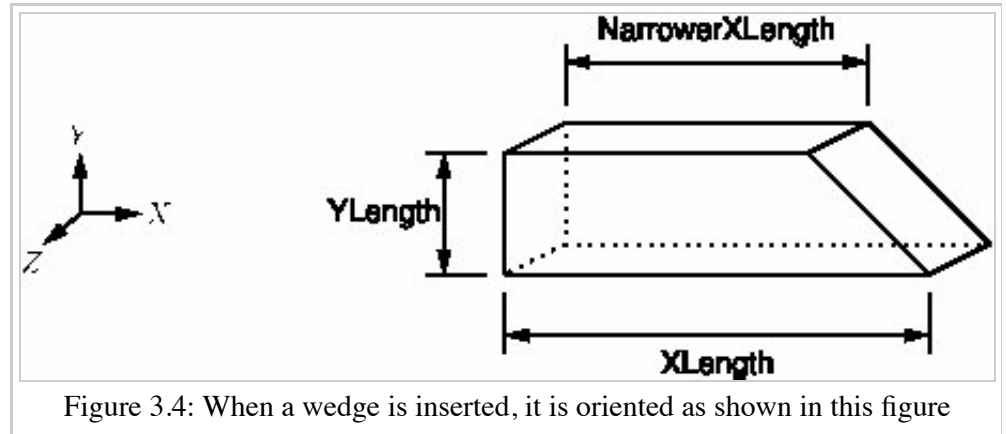 NarrowerXLength
Y
X
YLength
Z
XLength
Figure 3.4: When a wedge is inserted, it is oriented as shown in this figure